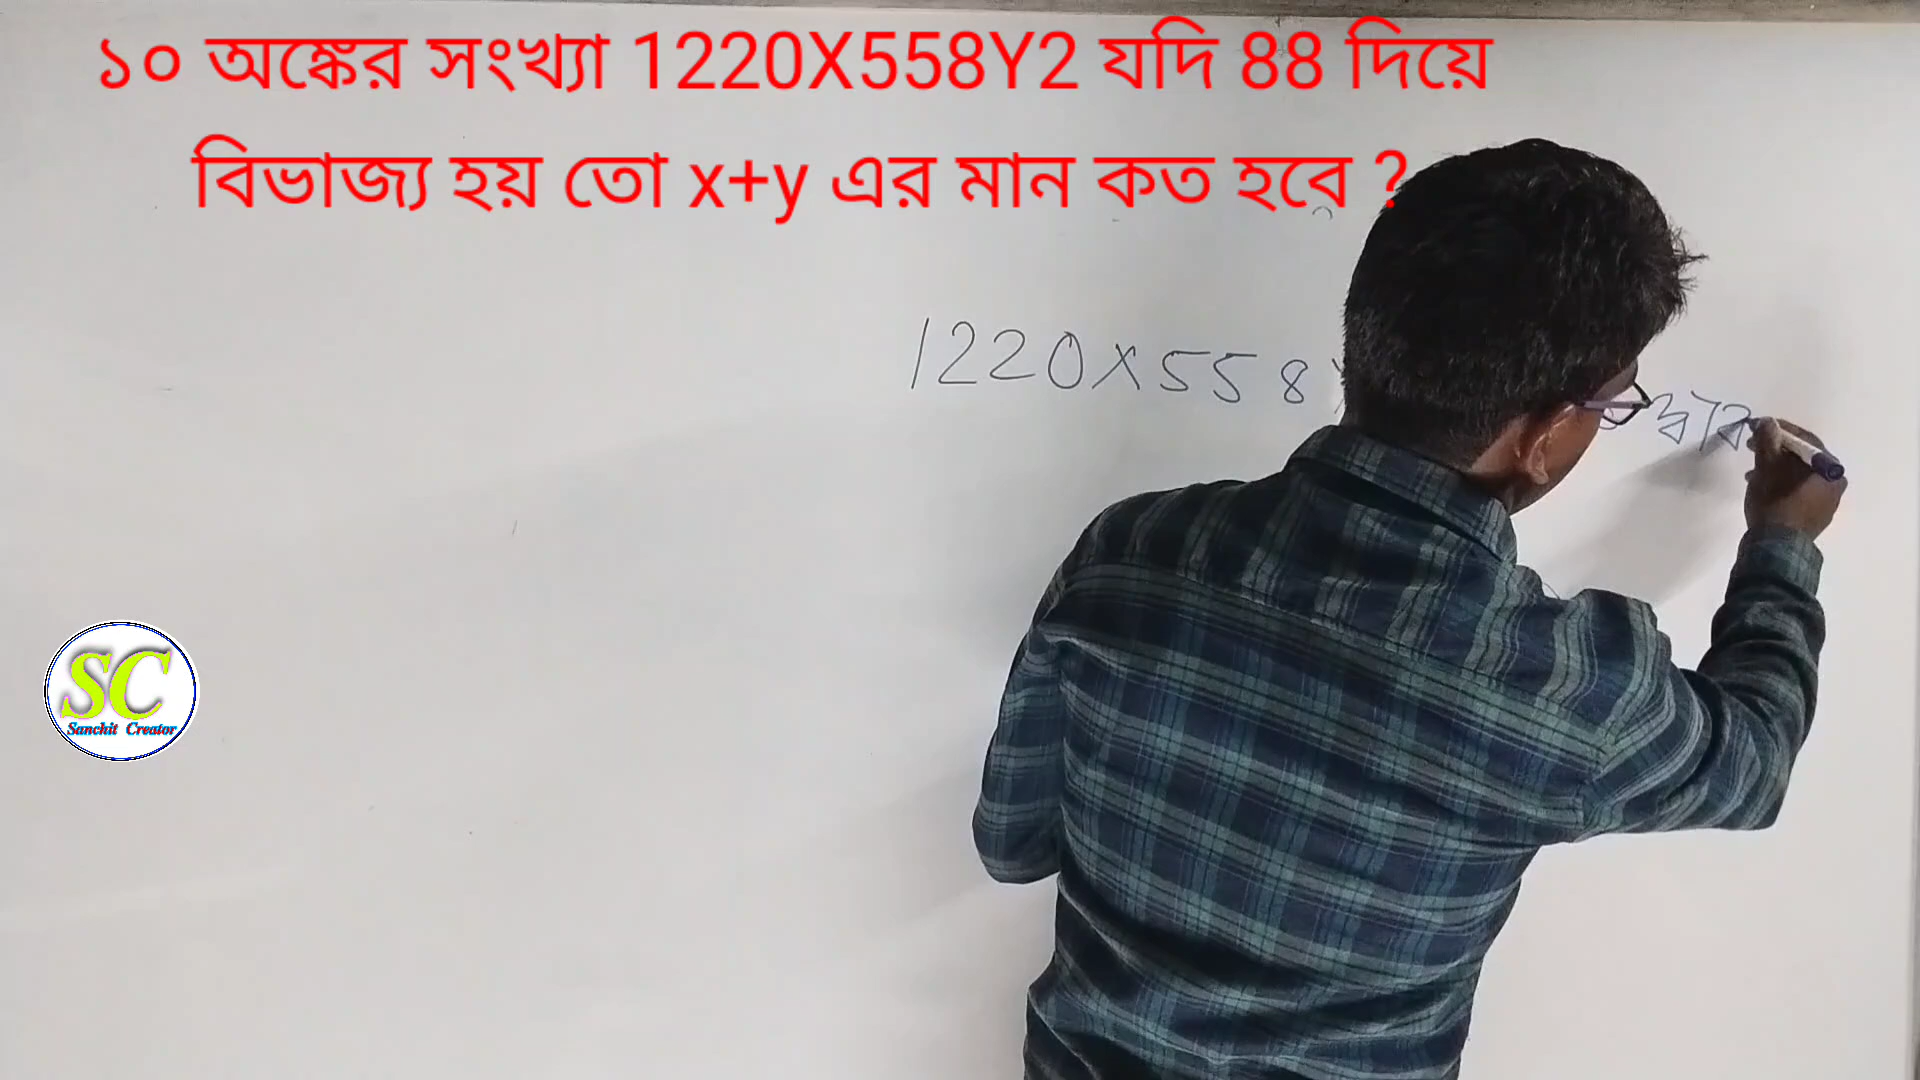 ১০ অঙ্কের সংখ্যা 1220X558Y2 যদি 88 দিয়ে
বিভাজ্য হয় তো x+y এর মান কত হবে ?
1220X558
SC
Sanchit Creator